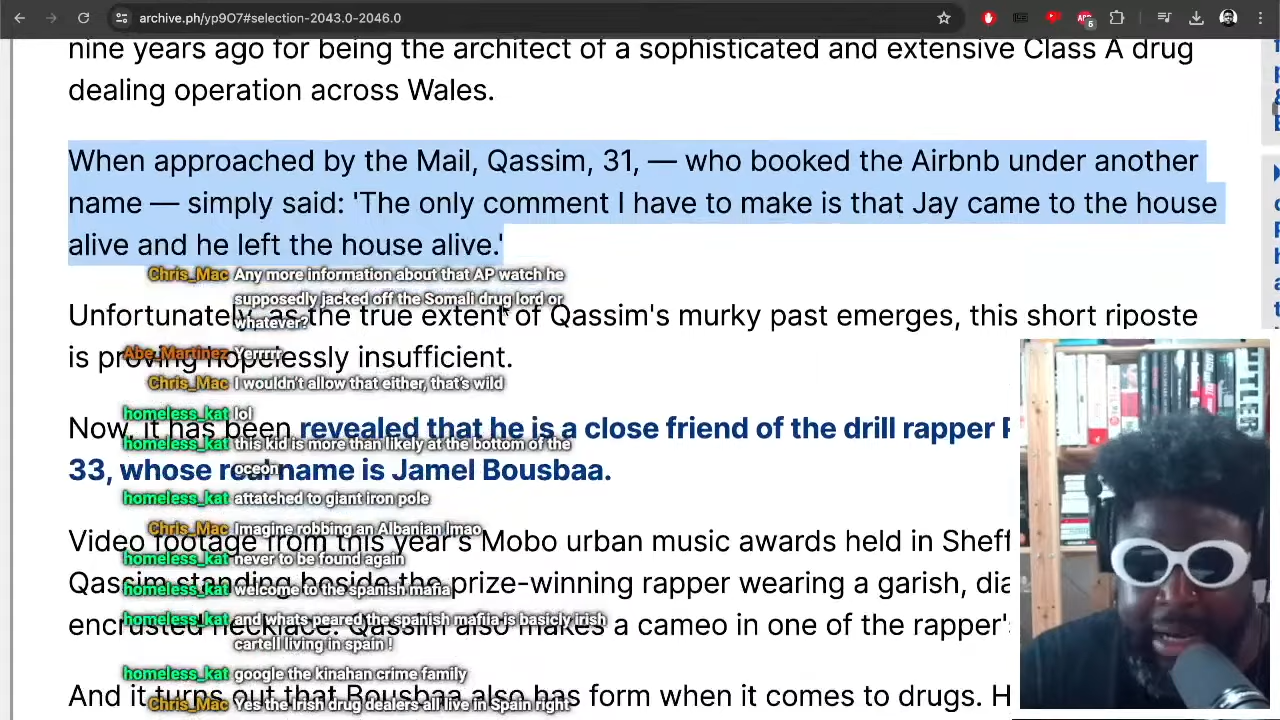 archive.ph/yp9O7#selection-2043.0-2046.0
nine years ago for being the architect of a sophisticated and extensive Class A drug
dealing operation across Wales.
When approached by the Mail, Qassim, 31, — who booked the Airbnb under another
name — simply said: 'The only comment I have to make is that Jay came to the house
alive and he left the house alive.'
Chris_Mac Any more information about that AP watch he
supposedly jacked off the Somali drug lord or
whatever?
Unfortunately, as the true extent of Qassim's murky past emerges, this short riposte
is proving hopelessly insufficient.
Abe_Martinez Yerrrrr
Chris_Mac I wouldn't allow that either, that's wild
homeless_kat lol
Now, it has been revealed that he is a close friend of the drill rapper
homeless_kat this kid is more than likely at the bottom of the
oceon
33, whose real name is Jamel Bousbaa.
homeless_kat attatched to giant iron pole
Chris_Mac Imagine robbing an Albanian lmao
Video footage from this year's Mobo urban music awards held in
homeless_kat never to be found again
Qassim standing beside the prize-winning rapper wearing a garish,
homeless_kat welcome to the spanish mafia
encrusted necklace. Qassim also makes a cameo in one of the rapper's
homeless_kat and whats peared the spanish mafiia is basicly irish
cartell living in spain !
homeless_kat google the kinahan crime family
And it turns out that Bousbaa also has form when it comes to drugs.
Chris_Mac Yes the Irish drug dealers all live in Spain right
HITLER